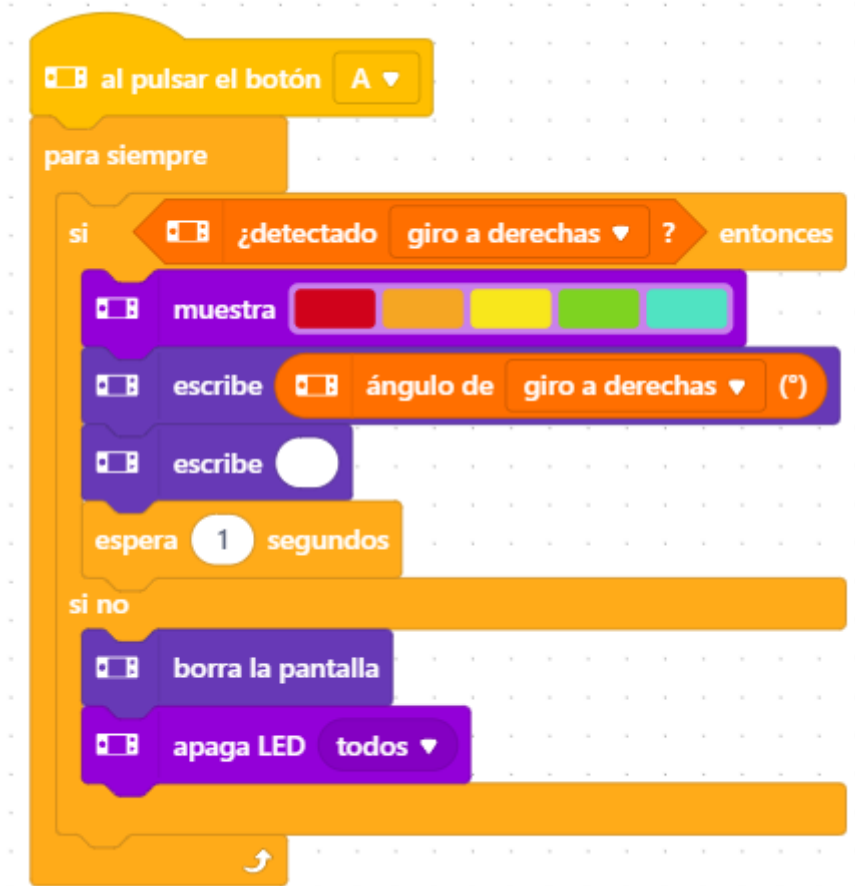 al pulsar el botón A
para siempre
si ¿detectado giro a derechas ? entonces
muestra
escribe ángulo de giro a derechas (°)
escribe
espera 1 segundos
si no
borra la pantalla
apaga LED todos